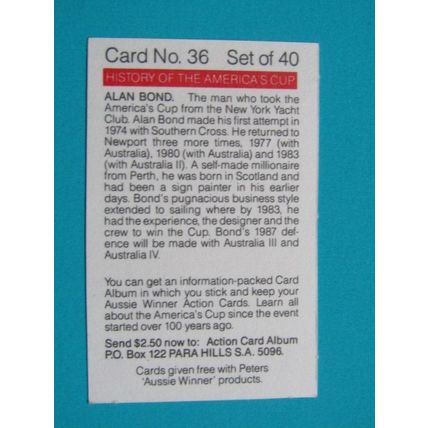 Card No. 36 Set of 40
HISTORY OF THE AMERICA'S CUP
ALAN BOND. The man who took the
America's Cup from the New York Yacht
Club. Alan Bond made his first attempt in
1974 with Southern Cross. He returned to
Newport three more times, 1977 (with
Australia), 1980 (with Australia) and 1983
(with Australia II). A self-made millionaire
from Perth, he was born in Scotland and
had been a sign painter in his earlier
days. Bond's pugnacious business style
extended to sailing where by 1983, he
had the experience, the designer and the
crew to win the Cup. Bond's 1987 def-
ence will be made with Australia III and
Australia IV.
You can get an information-packed Card
Album in which you stick and keep your
Aussie Winner Action Cards. Learn all
about the America's Cup since the event
started over 100 years ago.
Send $2.50 now to: Action Card Album
P.O. Box 122 PARA HILLS S.A. 5096.
Cards given free with Peters
'Aussie Winner' products.